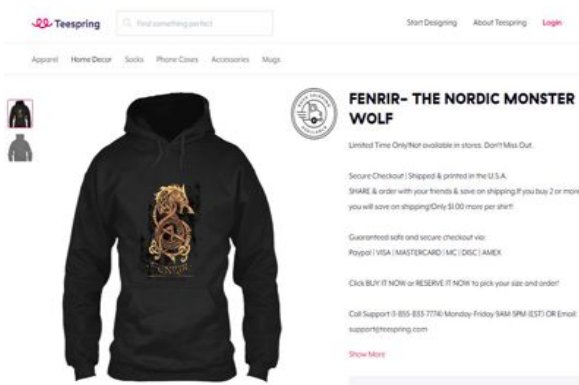 Teespring
Find something perfect
Start Designing About Teespring Login
Apparel Home Decor Socks Phone Cases Accessories Mugs
FENRIR- THE NORDIC MONSTER
WOLF
Limited Time Only!Not available in stores. Don't Miss Out.
Secure Checkout | Shipped & printed in the U.S.A.
SHARE & order with your friends & save on shipping.If you buy 2 or more
you will save on shipping!Only $1.00 more per shirt!
Guaranteed safe and secure checkout via:
Paypal | VISA | MASTERCARD | MC | DISC | AMEX
Click BUY IT NOW or RESERVE IT NOW to pick your size and order!
Call Support (1-855-833-7774) Monday-Friday 9AM-5PM (EST) OR Email:
support@teespring.com
Show More